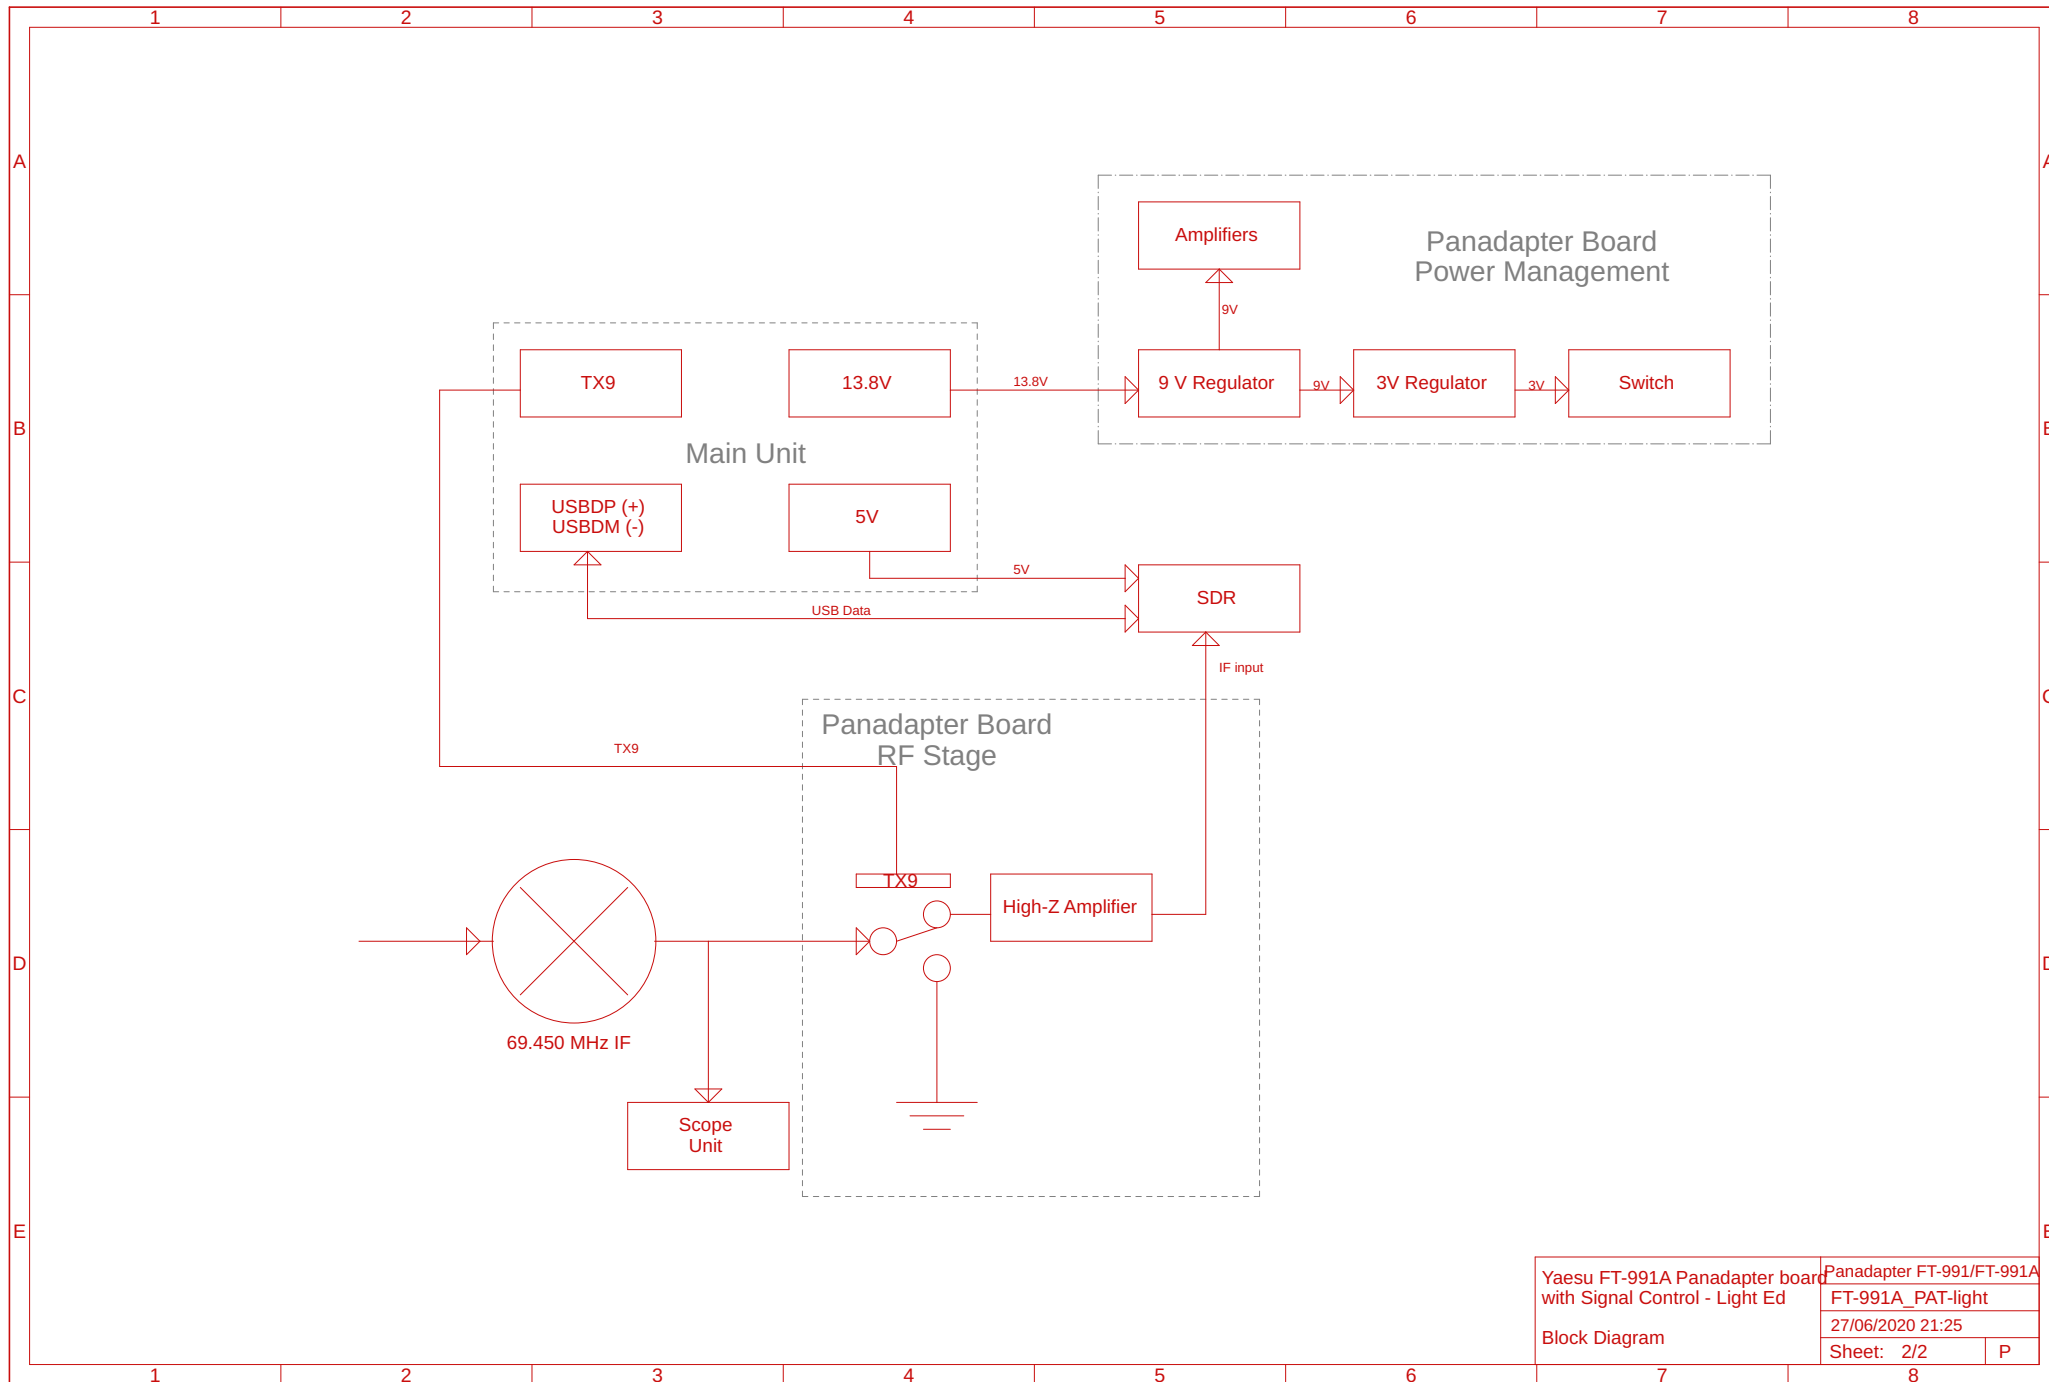 1 2 3 4 5 6 7 8
A A
Amplifiers
Panadapter Board
Power Management
9V
TX9
13.8V
13.8V
9 V Regulator
9V
3V Regulator
3V
Switch
B B
Main Unit
USBDP (+)
USBDM (-)
5V
5V
SDR
USB Data
IF input
C C
Panadapter Board
RF Stage
TX9
TX9
High-Z Amplifier
D D
69.450 MHz IF
Scope
Unit
E E
Yaesu FT-991A Panadapter board
with Signal Control - Light Ed
Block Diagram
Panadapter FT-991/FT-991A
FT-991A_PAT-light
27/06/2020 21:25
Sheet: 2/2 P
1 2 3 4 5 6 7 8